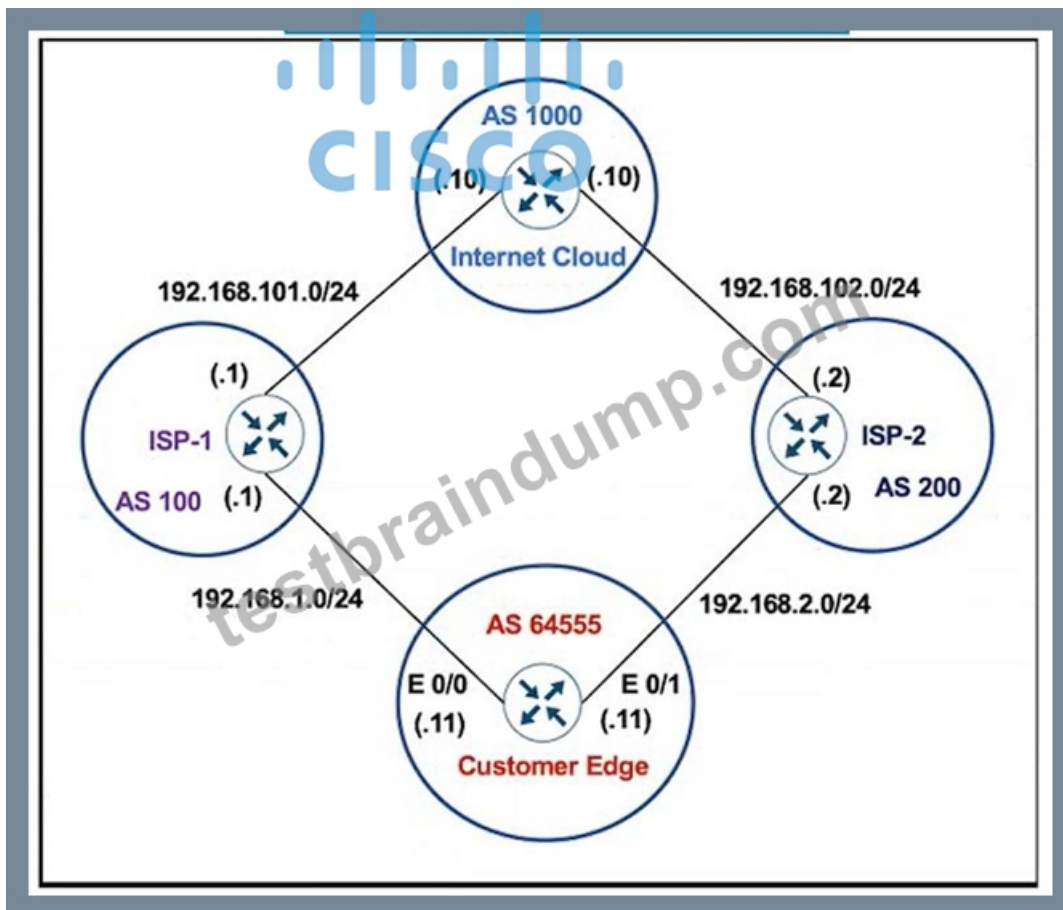 CISCO
AS 1000
(.10)
(.10)
Internet Cloud
192.168.101.0/24
192.168.102.0/24
(.1)
(.2)
ISP-1
ISP-2
AS 100
(.1)
(.2)
AS 200
testbraindump.com
192.168.1.0/24
192.168.2.0/24
AS 64555
E 0/0
E 0/1
(.11)
(.11)
Customer Edge